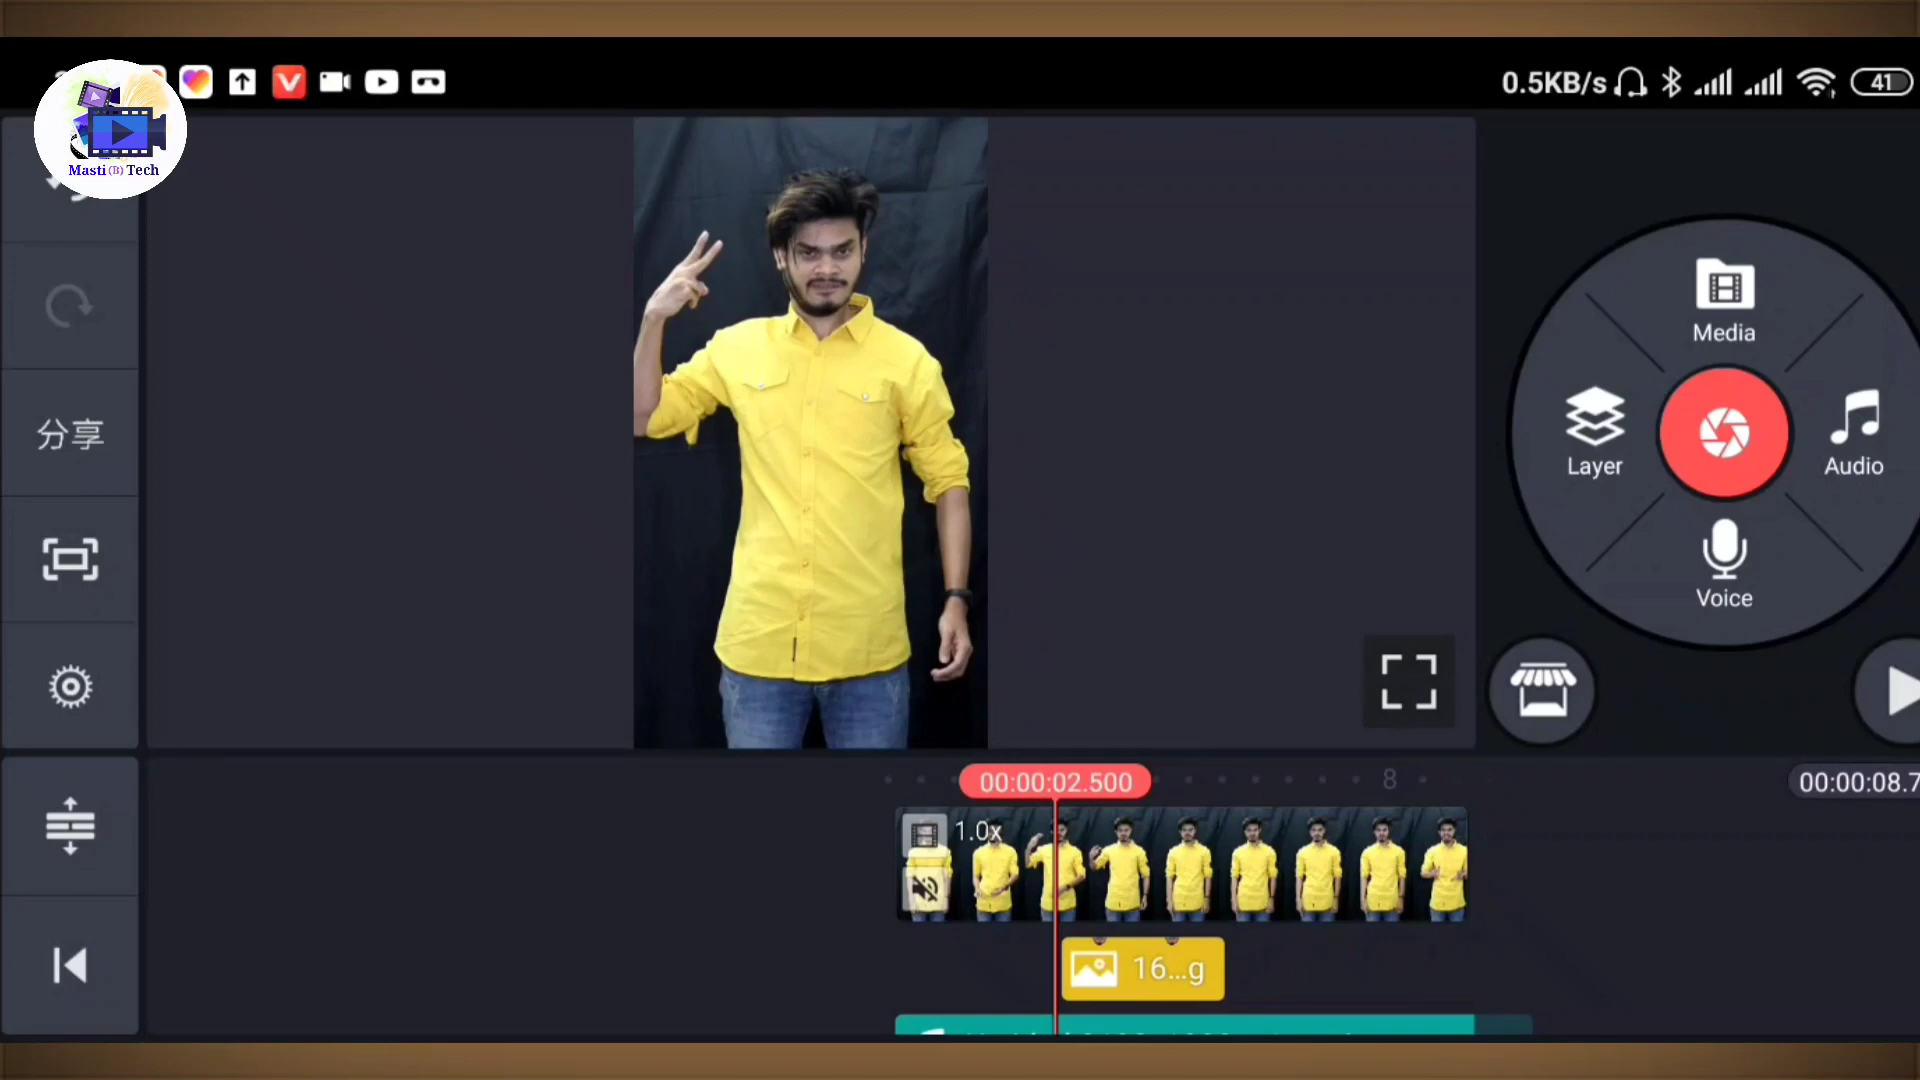 0.5KB/s
41
Masti (B) Tech
Media
分享
Layer
Audio
Voice
00:00:02.500
8
00:00:08.7
1.0x
16...g